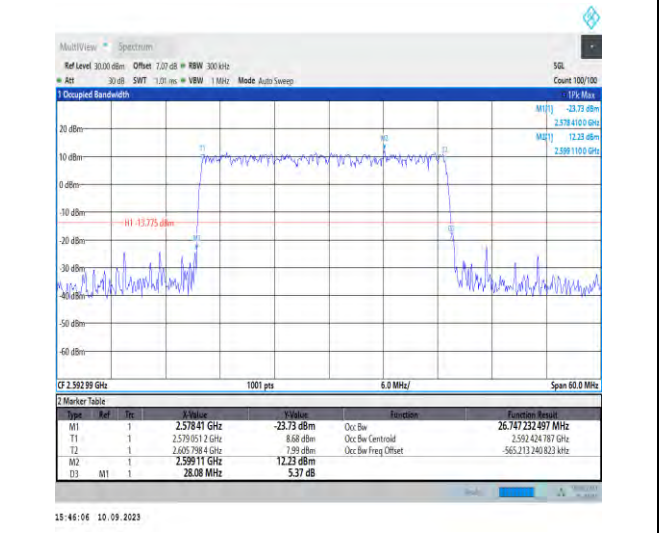 MultiView Spectrum
Ref Level 30.00 dBm Offset 7.07 dB RBW 300 kHz SGL
Att 30 dB SWT 1.01 ms VBW 1 MHz Mode Auto Sweep Count 100/100
1 Occupied Bandwidth 1Pk Max
M1[1] -23.73 dBm
2.578 410 0 GHz
M2[1] 12.23 dBm
2.599 110 0 GHz
20 dBm
T1 M2
10 dBm
0 dBm
-10 dBm
H1 -13.775 dBm
M1
-20 dBm
-30 dBm
-40 dBm
-50 dBm
-60 dBm
CF 2.592 99 GHz 1001 pts 6.0 MHz/ Span 60.0 MHz
2 Marker Table
Type Ref Trc X-Value Y-Value Function Function Result
M1 1 2.578 41 GHz -23.73 dBm Occ Bw 26.747 232 497 MHz
T1 1 2.579 051 2 GHz 8.68 dBm Occ Bw Centroid 2.592 424 787 GHz
T2 1 2.605 798 4 GHz 7.99 dBm Occ Bw Freq Offset -565.213 240 823 kHz
M2 1 2.599 11 GHz 12.23 dBm
D3 M1 1 28.08 MHz 5.37 dB
15:46:06 10.09.2023